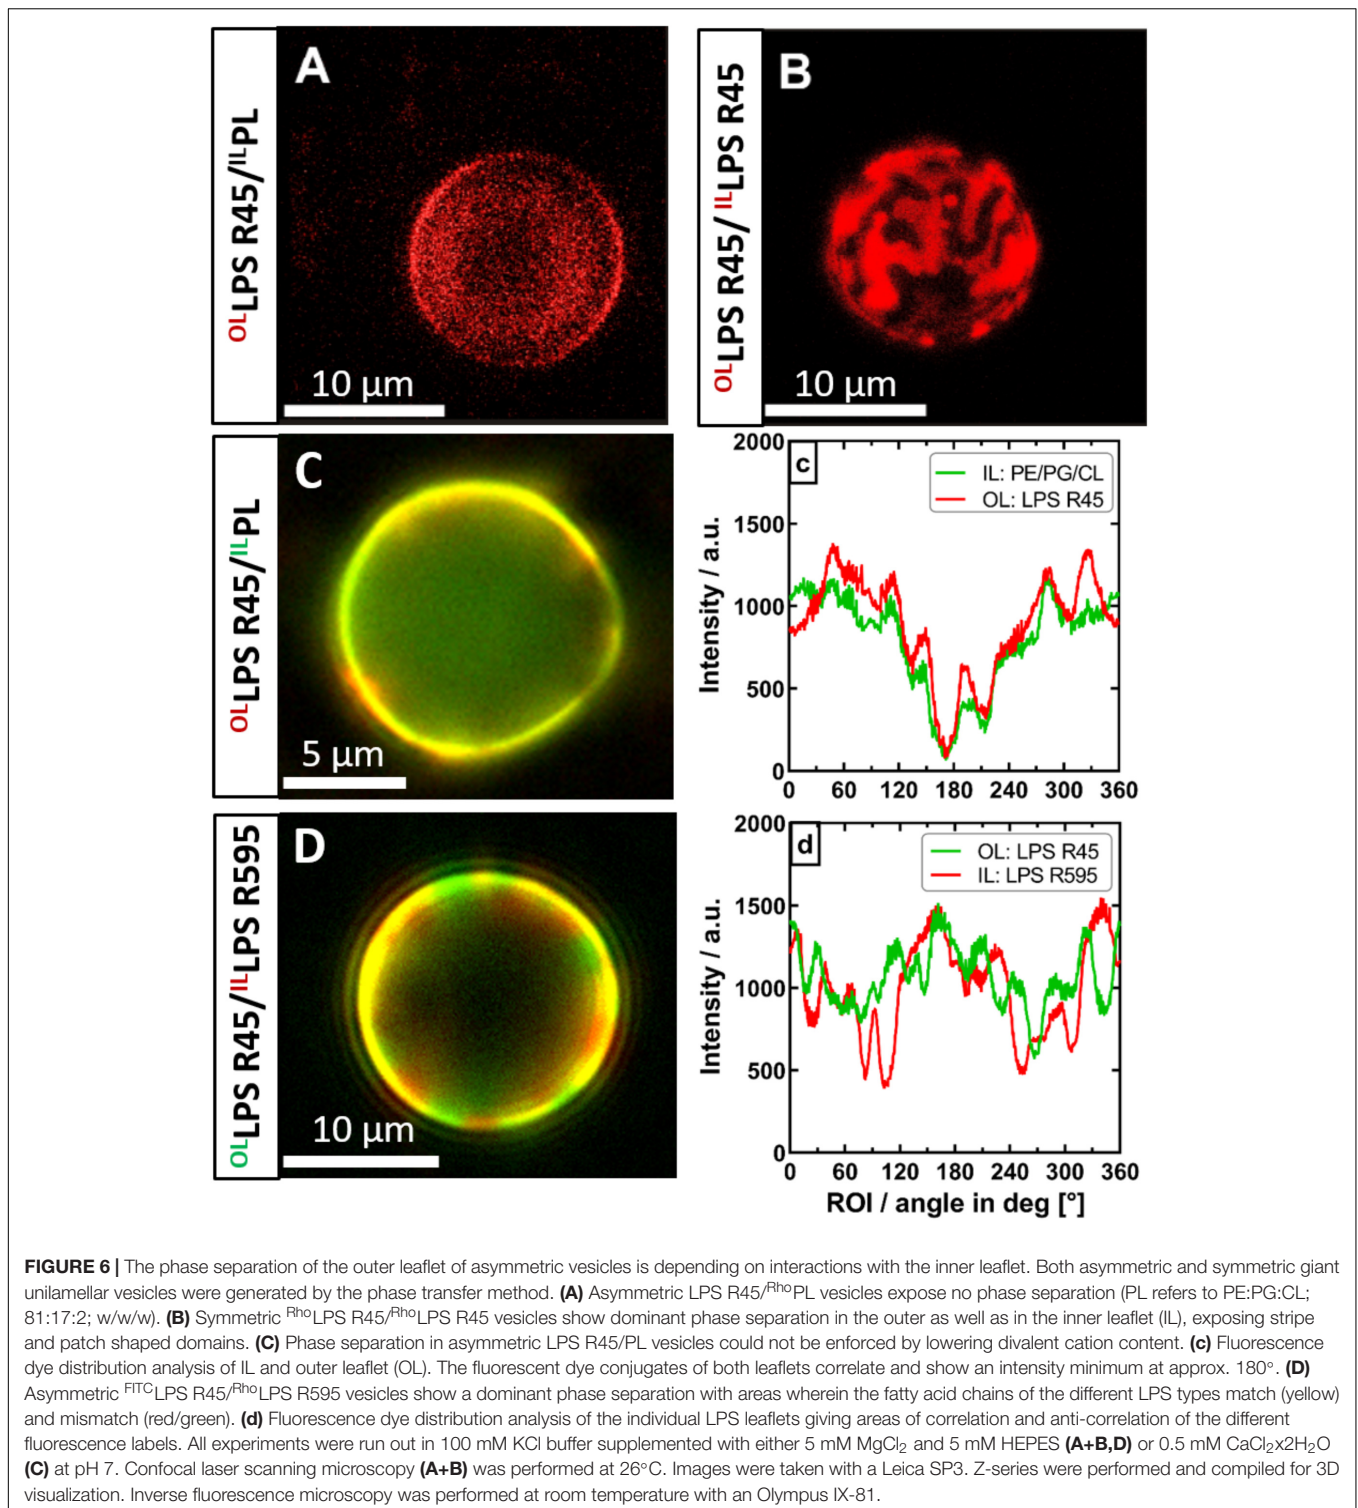 OLLPS R45/ILPL
A
10 µm
OLLPS R45/ILLPS R45
B
10 µm
OLLPS R45/ILPL
C
5 µm
c
IL: PE/PG/CL
OL: LPS R45
2000
1500
1000
500
0
Intensity / a.u.
0 60 120 180 240 300 360
OLLPS R45/ILLPS R595
D
10 µm
d
OL: LPS R45
IL: LPS R595
2000
1500
1000
500
0
Intensity / a.u.
0 60 120 180 240 300 360
ROI / angle in deg [°]
FIGURE 6 | The phase separation of the outer leaflet of asymmetric vesicles is depending on interactions with the inner leaflet. Both asymmetric and symmetric giant
unilamellar vesicles were generated by the phase transfer method. (A) Asymmetric LPS R45/RhoPL vesicles expose no phase separation (PL refers to PE:PG:CL;
81:17:2; w/w/w). (B) Symmetric RhoLPS R45/RhoLPS R45 vesicles show dominant phase separation in the outer as well as in the inner leaflet (IL), exposing stripe
and patch shaped domains. (C) Phase separation in asymmetric LPS R45/PL vesicles could not be enforced by lowering divalent cation content. (c) Fluorescence
dye distribution analysis of IL and outer leaflet (OL). The fluorescent dye conjugates of both leaflets correlate and show an intensity minimum at approx. 180°. (D)
Asymmetric FITCLPS R45/RhoLPS R595 vesicles show a dominant phase separation with areas wherein the fatty acid chains of the different LPS types match (yellow)
and mismatch (red/green). (d) Fluorescence dye distribution analysis of the individual LPS leaflets giving areas of correlation and anti-correlation of the different
fluorescence labels. All experiments were run out in 100 mM KCl buffer supplemented with either 5 mM MgCl2 and 5 mM HEPES (A+B,D) or 0.5 mM CaCl2x2H2O
(C) at pH 7. Confocal laser scanning microscopy (A+B) was performed at 26°C. Images were taken with a Leica SP3. Z-series were performed and compiled for 3D
visualization. Inverse fluorescence microscopy was performed at room temperature with an Olympus IX-81.